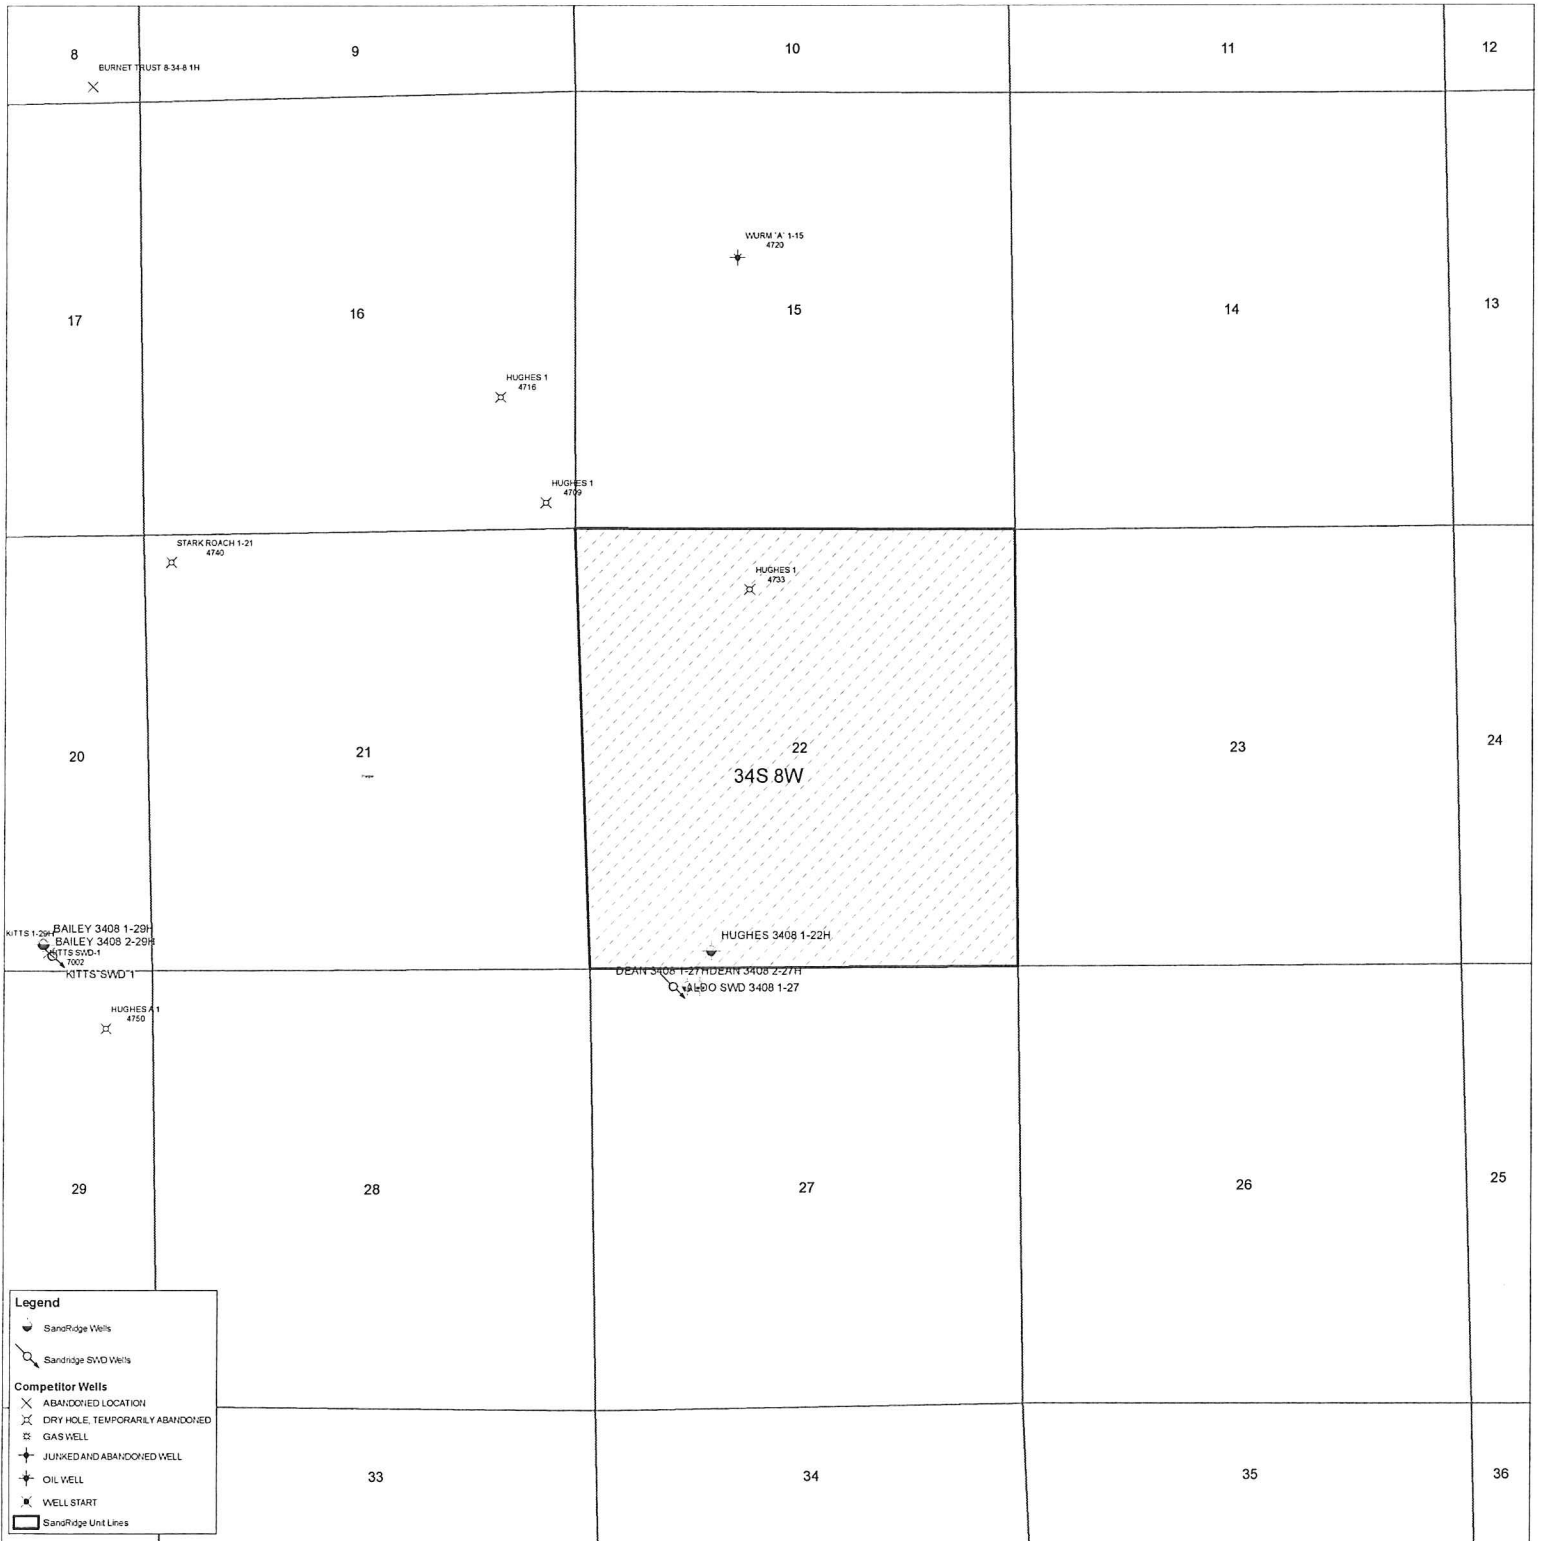 8
9
10
11
12
BURNET TRUST 8-34-8 1H
WURM 'A' 1-15
4720
17
16
15
14
13
HUGHES 1
4716
HUGHES 1
4709
STARK ROACH 1-21
4740
HUGHES 1
4733
20
21
22
23
24
34S 8W
KITTS 1-29H
BAILEY 3408 1-29H
BAILEY 3408 2-29H
KITTS SWD-1
7002
KITTS SWD 1
HUGHES 3408 1-22H
DEAN 3408 1-27H
DEAN 3408 2-27H
ALDO SWD 3408 1-27
HUGHES A 1
4750
29
28
27
26
25
Legend
SandRidge Wells
Sandridge SWD Wells
Competitor Wells
ABANDONED LOCATION
DRY HOLE, TEMPORARILY ABANDONED
GAS WELL
JUNKED AND ABANDONED WELL
OIL WELL
WELL START
SandRidge Unit Lines
33
34
35
36